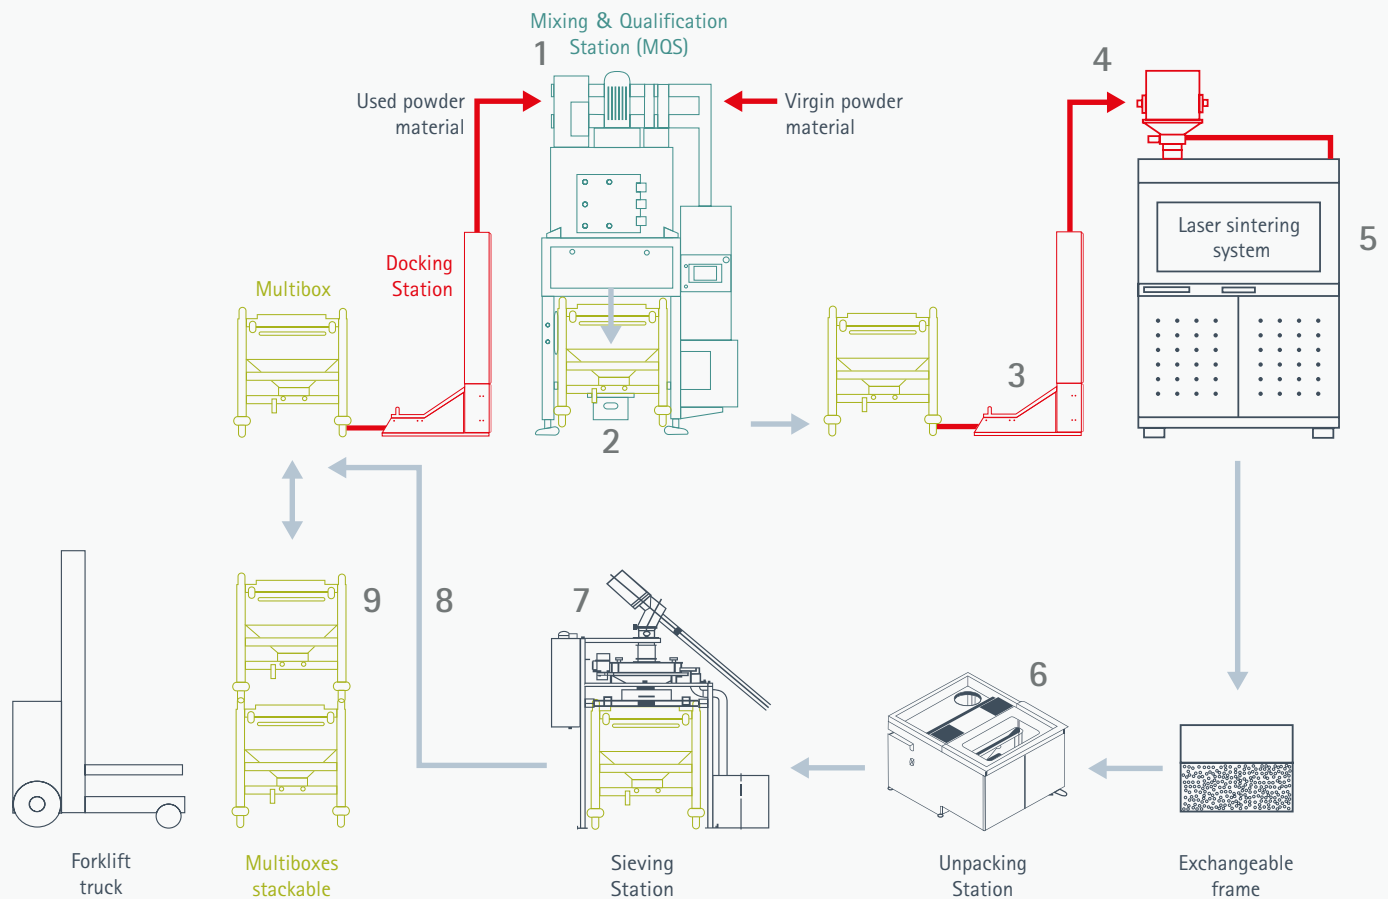 Mixing & Qualification
Station (MQS)
1
4
Used powder
material
Virgin powder
material
Laser sintering
system
5
Docking
Station
Multibox
3
2
9
8
7
6
Forklift
truck
Multiboxes
stackable
Sieving
Station
Unpacking
Station
Exchangeable
frame